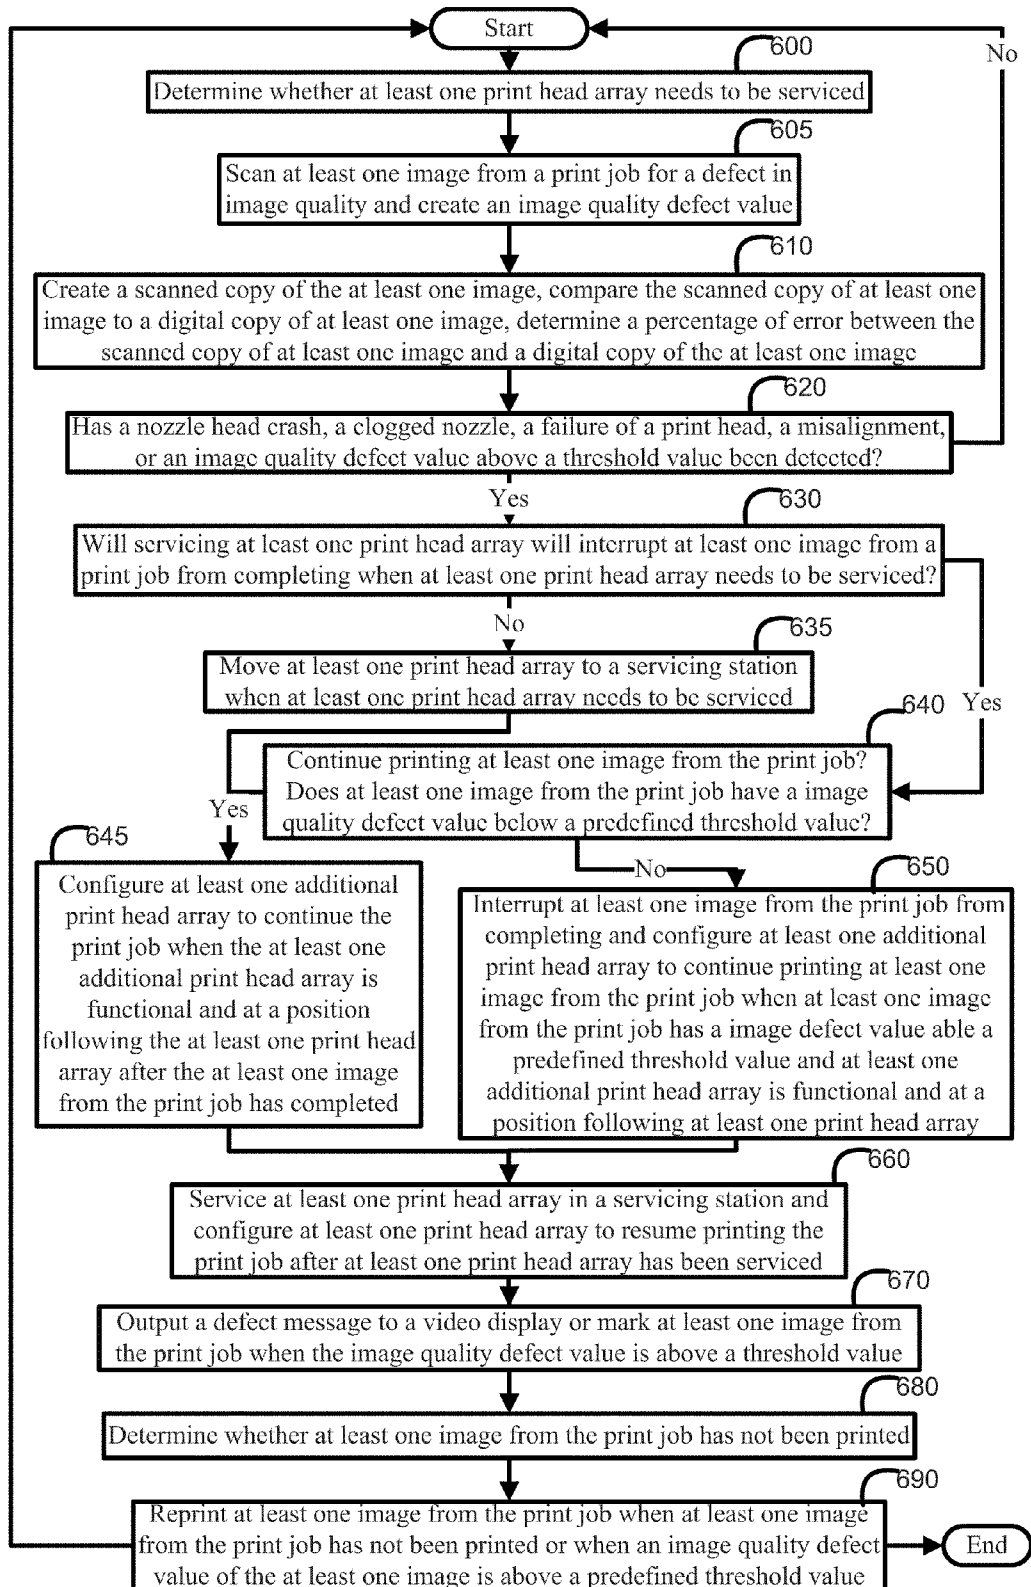 Start
No
600
Determine whether at least one print head array needs to be serviced
605
Scan at least one image from a print job for a defect in
image quality and create an image quality defect value
610
Create a scanned copy of the at least one image, compare the scanned copy of at least one
image to a digital copy of at least one image, determine a percentage of error between the
scanned copy of at least one image and a digital copy of the at least one image
620
Has a nozzle head crash, a clogged nozzle, a failure of a print head, a misalignment,
or an image quality defect value above a threshold value been detected?
Yes
630
Will servicing at least one print head array will interrupt at least one image from a
print job from completing when at least one print head array needs to be serviced?
No
635
Move at least one print head array to a servicing station
when at least one print head array needs to be serviced
Yes
640
Continue printing at least one image from the print job?
Does at least one image from the print job have a image
quality defect value below a predefined threshold value?
Yes
No
645
Configure at least one additional
print head array to continue the
print job when the at least one
additional print head array is
functional and at a position
following the at least one print head
array after the at least one image
from the print job has completed
650
Interrupt at least one image from the print job from
completing and configure at least one additional
print head array to continue printing at least one
image from the print job when at least one image
from the print job has a image defect value able a
predefined threshold value and at least one
additional print head array is functional and at a
position following at least one print head array
660
Service at least one print head array in a servicing station and
configure at least one print head array to resume printing the
print job after at least one print head array has been serviced
670
Output a defect message to a video display or mark at least one image from
the print job when the image quality defect value is above a threshold value
680
Determine whether at least one image from the print job has not been printed
690
Reprint at least one image from the print job when at least one image
from the print job has not been printed or when an image quality defect
value of the at least one image is above a predefined threshold value
End